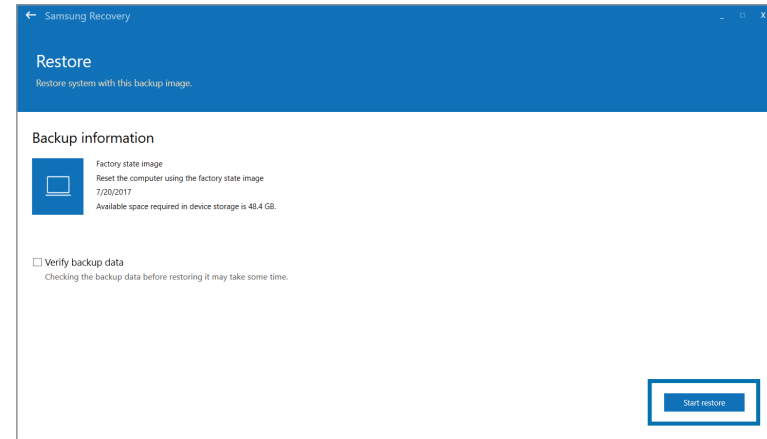 Samsung Recovery
Restore
Restore system with this backup image.
Backup information
Factory state image
Reset the computer using the factory state image
7/20/2017
Available space required in device storage is 48.4 GB.
Verify backup data
Checking the backup data before restoring it may take some time.
Start restore